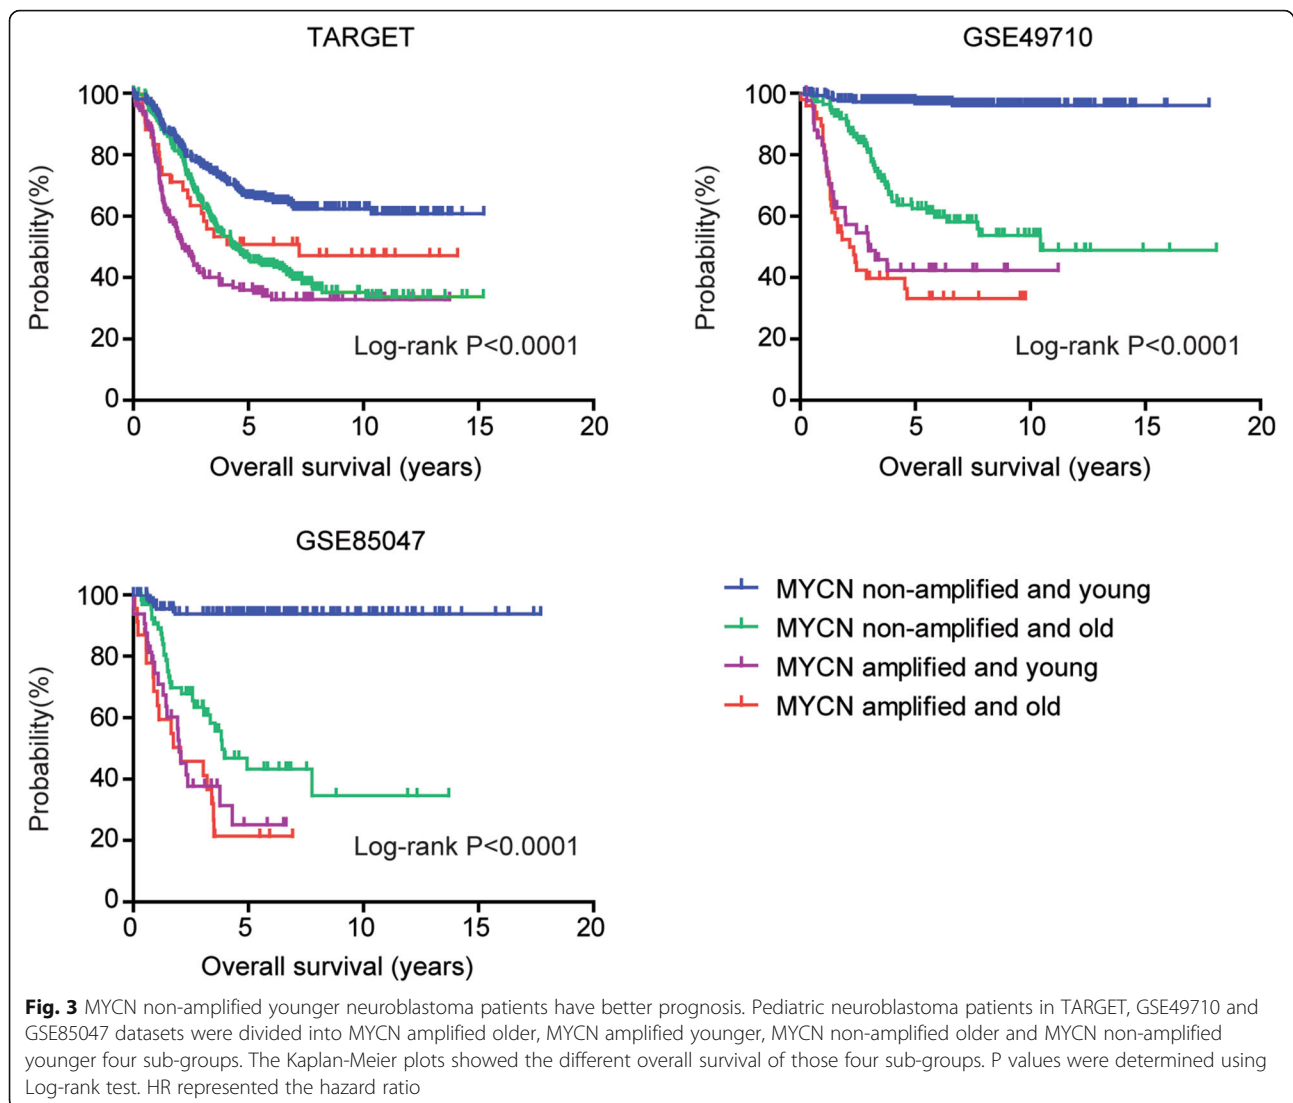 TARGET
100
80
60
40
20
0
Probability(%)
Log-rank P<0.0001
0 5 10 15 20
Overall survival (years)
GSE49710
100
80
60
40
20
0
Probability(%)
Log-rank P<0.0001
0 5 10 15 20
Overall survival (years)
GSE85047
100
80
60
40
20
0
Probability(%)
Log-rank P<0.0001
0 5 10 15 20
Overall survival (years)
MYCN non-amplified and young
MYCN non-amplified and old
MYCN amplified and young
MYCN amplified and old
Fig. 3 MYCN non-amplified younger neuroblastoma patients have better prognosis. Pediatric neuroblastoma patients in TARGET, GSE49710 and
GSE85047 datasets were divided into MYCN amplified older, MYCN amplified younger, MYCN non-amplified older and MYCN non-amplified
younger four sub-groups. The Kaplan-Meier plots showed the different overall survival of those four sub-groups. P values were determined using
Log-rank test. HR represented the hazard ratio